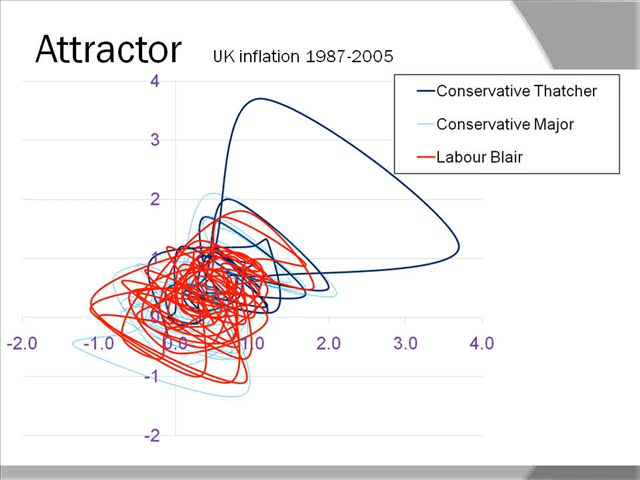 Attractor UK inflation 1987-2005
Conservative Thatcher
Conservative Major
Labour Blair
4
3
2
1
-2.0 -1.0 0.0 1.0 2.0 3.0 4.0
-1
-2